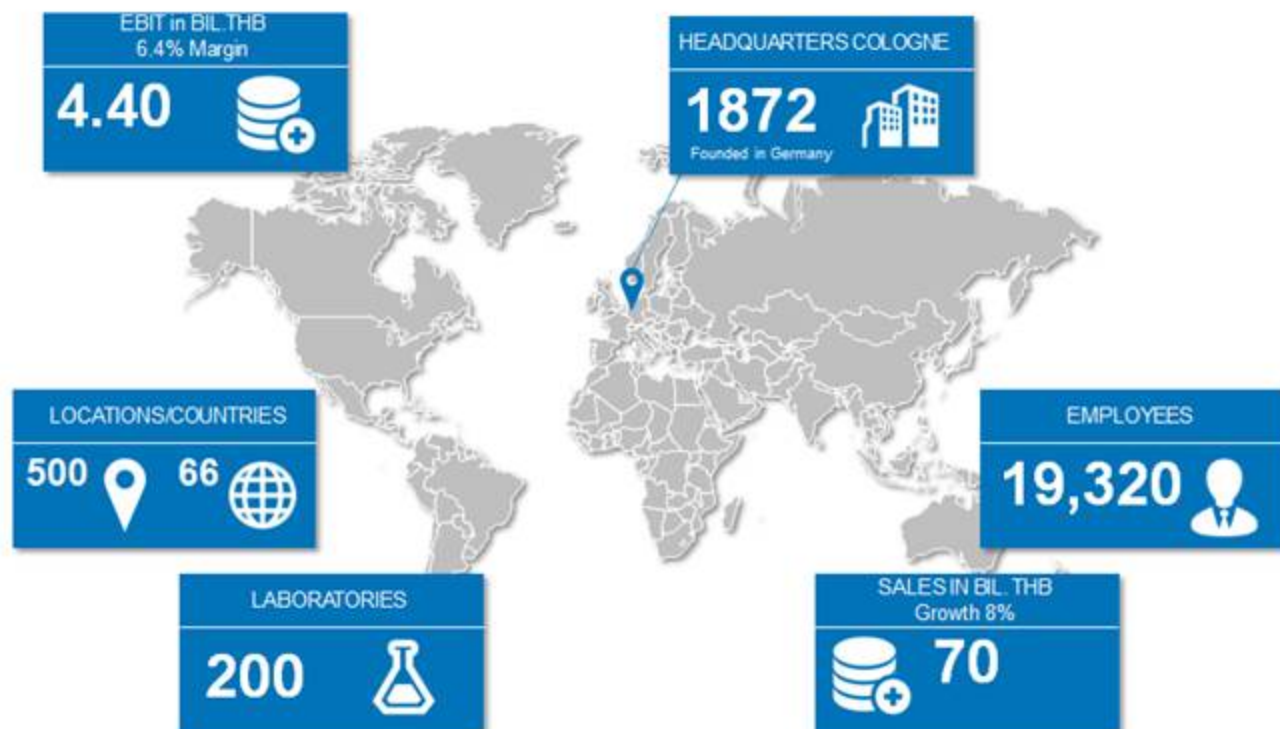 EBIT in BIL.THB
6.4% Margin
4.40
HEADQUARTERS COLOGNE
1872
Founded in Germany
LOCATIONS/COUNTRIES
500 66
EMPLOYEES
19,320
LABORATORIES
200
SALES IN BIL. THB
Growth 8%
70